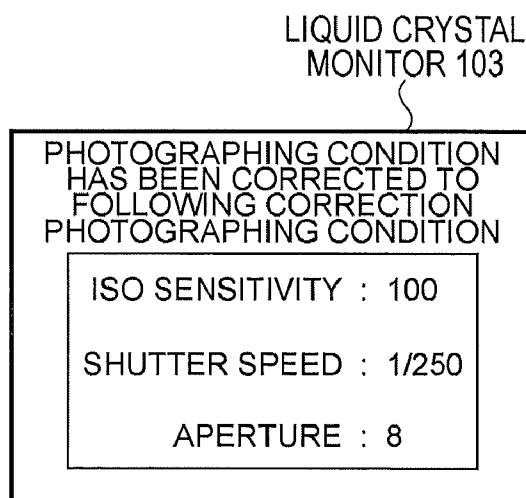 LIQUID CRYSTAL
MONITOR 103
PHOTOGRAPHING CONDITION
HAS BEEN CORRECTED TO
FOLLOWING CORRECTION
PHOTOGRAPHING CONDITION
ISO SENSITIVITY : 100
SHUTTER SPEED : 1/250
APERTURE : 8